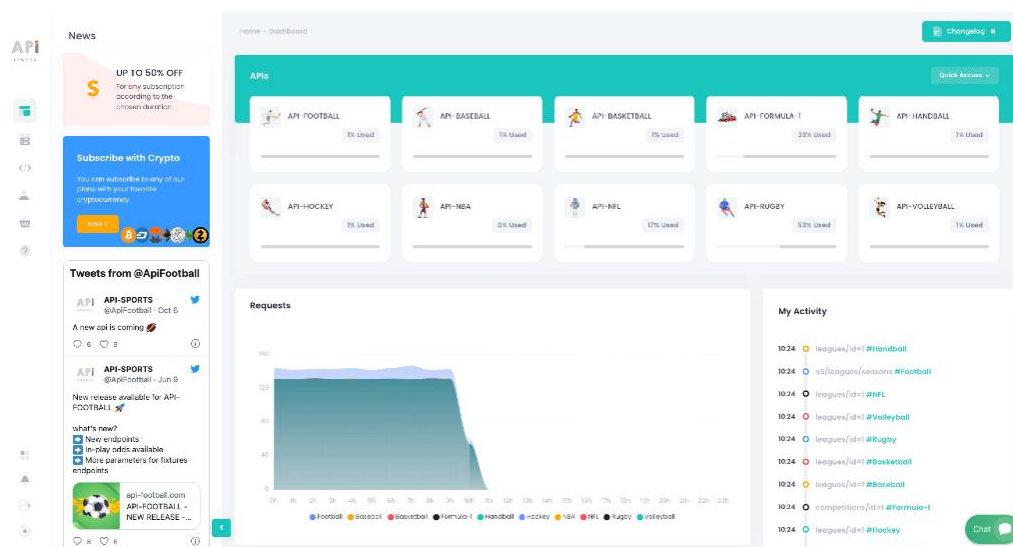 APi
SPORTS
News
UP TO 50% OFF
For any subscription
according to the
chosen duration
Subscribe with Crypto
You can subscribe to any of our
plans with your favorite
cryptocurrency.
Tweets from @ApiFootball
API-SPORTS
@ApiFootball · Oct 6
A new api is coming 🏈
6 9
API-SPORTS
@ApiFootball · Jun 9
New release available for API-
FOOTBALL 🚀
what's new?
➡️ New endpoints
➡️ In-play odds available
➡️ More parameters for fixtures
endpoints
api-football.com
API-FOOTBALL -
NEW RELEASE -...
8 6
Home - Dashboard
Changelog
APIs
Quick Access
API-FOOTBALL
1% Used
API-BASEBALL
1% Used
API-BASKETBALL
1% Used
API-FORMULA-1
23% Used
API-HANDBALL
1% Used
API-HOCKEY
1% Used
API-NBA
0% Used
API-NFL
17% Used
API-RUGBY
53% Used
API-VOLLEYBALL
1% Used
Requests
160
120
80
40
0
0h 1h 2h 3h 4h 5h 6h 7h 8h 9h 10h 11h 12h 13h 14h 15h 16h 17h 18h 19h 20h 21h 22h 23h
Football Baseball Basketball Formula-1 Handball Hockey NBA NFL Rugby Volleyball
My Activity
10:24 leagues/id=1 #Handball
10:24 v3/leagues/seasons #Football
10:24 leagues/id=1 #NFL
10:24 leagues/id=1 #Volleyball
10:24 leagues/id=1 #Rugby
10:24 leagues/id=1 #Basketball
10:24 leagues/id=1 #Baseball
10:24 competitions/id=1 #Formula-1
10:24 leagues/id=1 #Hockey
Chat